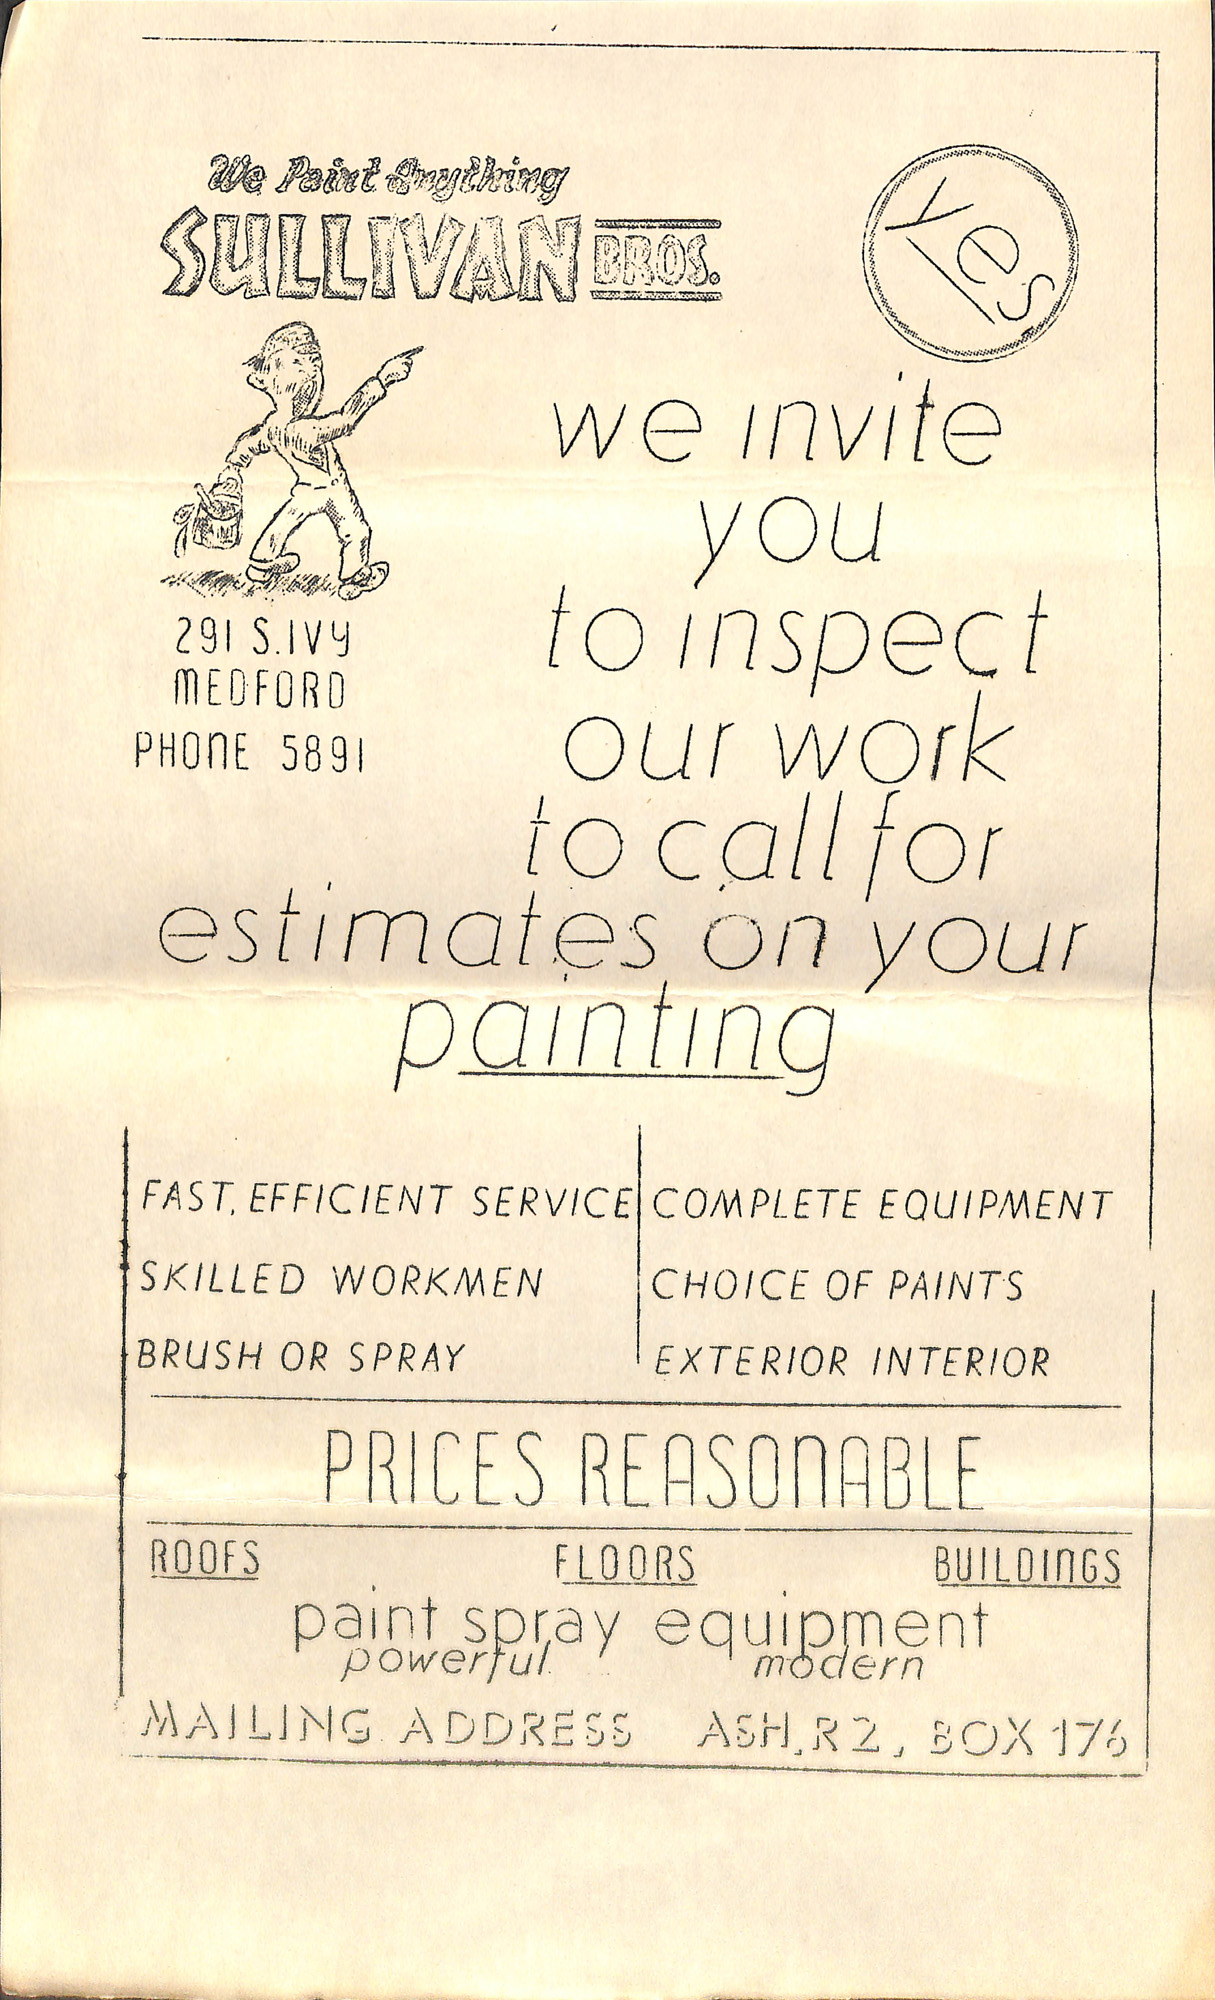 We Paint Anything
SULLIVAN BROS.
yes
291 S. IVY
MEDFORD
PHONE 5891
we invite
you
to inspect
our work
to call for
estimates on your
painting
FAST, EFFICIENT SERVICE
SKILLED WORKMEN
BRUSH OR SPRAY
COMPLETE EQUIPMENT
CHOICE OF PAINTS
EXTERIOR INTERIOR
PRICES REASONABLE
ROOFS FLOORS BUILDINGS
paint spray equipment
powerful modern
MAILING ADDRESS ASH, R 2, BOX 176